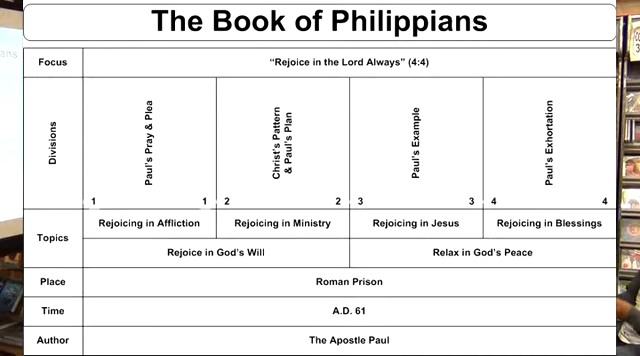 The Book of Philippians
Focus
“Rejoice in the Lord Always” (4:4)
Divisions
Paul's Pray & Plea
Christ's Pattern
& Paul's Plan
Paul's Example
Paul's Exhortation
1 1 2 2 3 3 4 4
Topics
Rejoicing in Affliction
Rejoicing in Ministry
Rejoicing in Jesus
Rejoicing in Blessings
Rejoice in God's Will
Relax in God's Peace
Place
Roman Prison
Time
A.D. 61
Author
The Apostle Paul